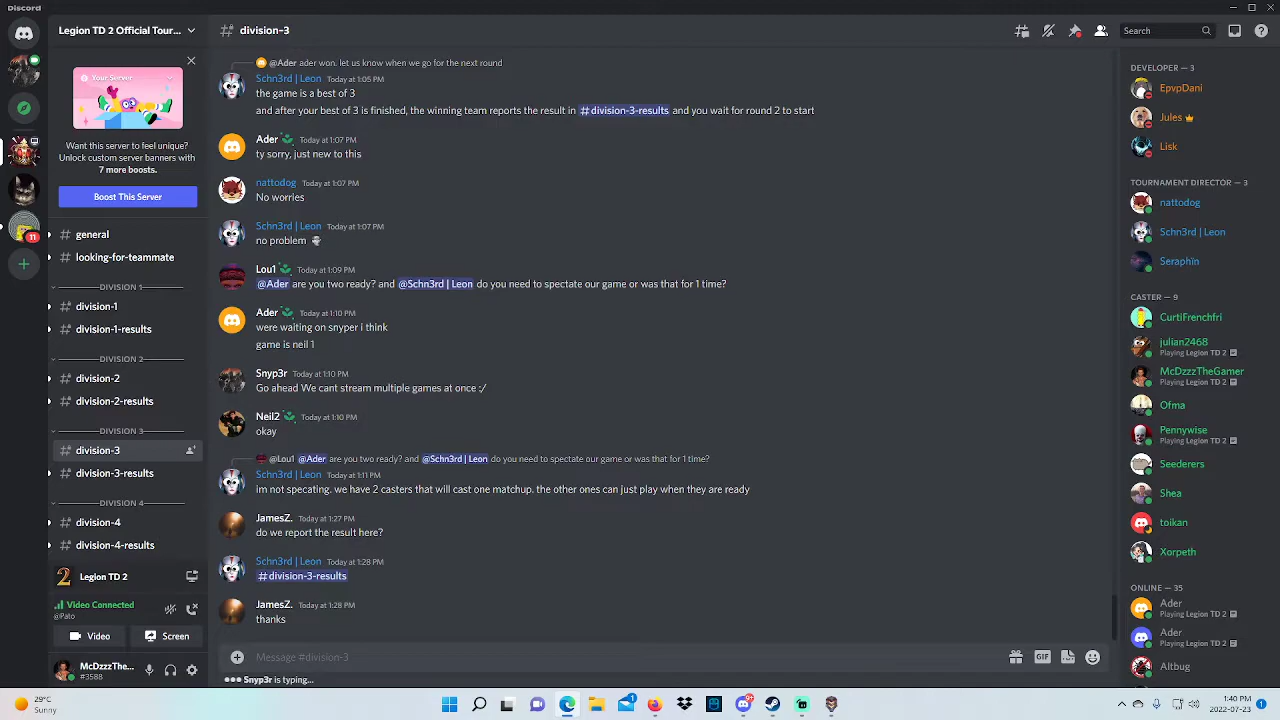 Discord
Legion TD 2 Official Tour...
division-3
Search
Your Server
Want this server to feel unique?
Unlock custom server banners with
7 more boosts.
Boost This Server
general
looking-for-teammate
DIVISION 1
division-1
division-1-results
DIVISION 2
division-2
division-2-results
DIVISION 3
division-3
division-3-results
DIVISION 4
division-4
division-4-results
Legion TD 2
Video Connected
@Pato
Video
Screen
McDzzzThe...
#3588
11
@Ader ader won. let us know when we go for the next round
Schn3rd | Leon Today at 1:05 PM
the game is a best of 3
and after your best of 3 is finished, the winning team reports the result in #division-3-results and you wait for round 2 to start
Ader Today at 1:07 PM
ty sorry, just new to this
nattodog Today at 1:07 PM
No worries
Schn3rd | Leon Today at 1:07 PM
no problem
Lou1 Today at 1:09 PM
@Ader are you two ready? and @Schn3rd | Leon do you need to spectate our game or was that for 1 time?
Ader Today at 1:10 PM
were waiting on snyper i think
game is neil 1
Snyp3r Today at 1:10 PM
Go ahead We cant stream multiple games at once :/
Neil2 Today at 1:10 PM
okay
@Lou1 @Ader are you two ready? and @Schn3rd | Leon do you need to spectate our game or was that for 1 time?
Schn3rd | Leon Today at 1:11 PM
im not specating. we have 2 casters that will cast one matchup. the other ones can just play when they are ready
JamesZ. Today at 1:27 PM
do we report the result here?
Schn3rd | Leon Today at 1:28 PM
#division-3-results
JamesZ. Today at 1:28 PM
thanks
Message #division-3
GIF
Snyp3r is typing...
DEVELOPER — 3
EpvpDani
Jules
Lisk
TOURNAMENT DIRECTOR — 3
nattodog
Schn3rd | Leon
Seraphïn
CASTER — 9
CurtiFrenchfri
julian2468
Playing Legion TD 2
McDzzzTheGamer
Playing Legion TD 2
Ofma
Pennywise
Playing Legion TD 2
Seederers
Shea
toikan
Xorpeth
ONLINE — 35
Ader
Playing Legion TD 2
Ader
Playing Legion TD 2
Altbug
29°C
Sunny
1
9+
1:40 PM
2022-07-23